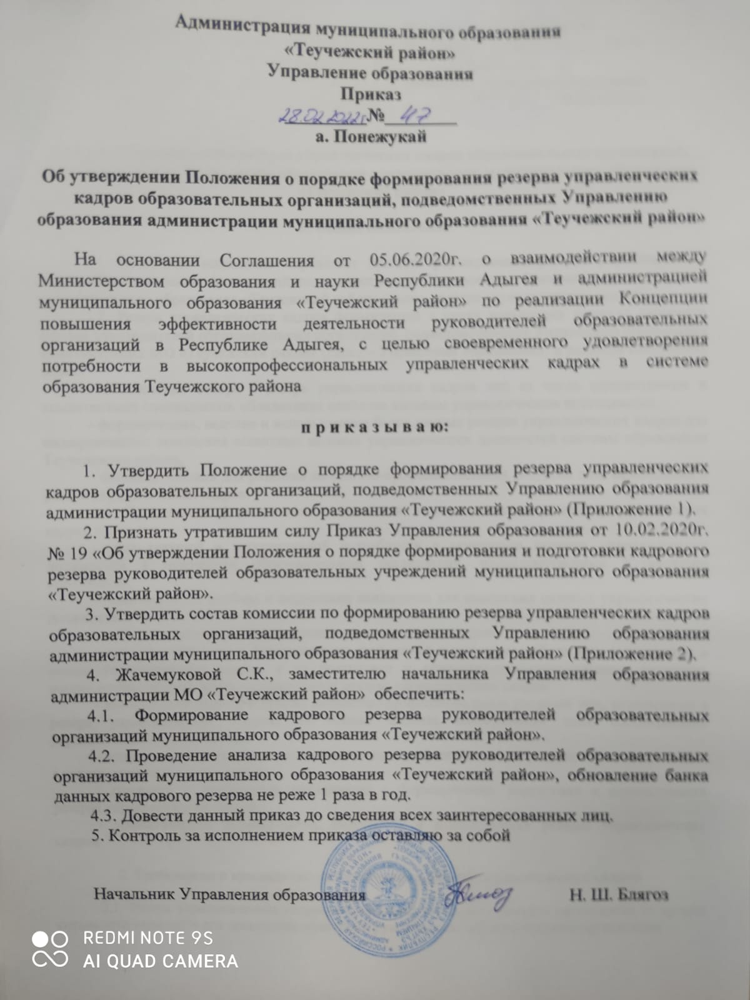 Администрация муниципального образования
«Теучежский район»
Управление образования
Приказ
28.02.2022г. № 47
а. Понежукай
Об утверждении Положения о порядке формирования резерва управленческих
кадров образовательных организаций, подведомственных Управлению
образования администрации муниципального образования «Теучежский район»
На основании Соглашения от 05.06.2020г. о взаимодействии между
Министерством образования и науки Республики Адыгея и администрацией
муниципального образования «Теучежский район» по реализации Концепции
повышения эффективности деятельности руководителей образовательных
организаций в Республике Адыгея, с целью своевременного удовлетворения
потребности в высокопрофессиональных управленческих кадрах в системе
образования Теучежского района
п р и к а з ы в а ю:
1. Утвердить Положение о порядке формирования резерва управленческих
кадров образовательных организаций, подведомственных Управлению образования
администрации муниципального образования «Теучежский район» (Приложение 1).
2. Признать утратившим силу Приказ Управления образования от 10.02.2020г.
№ 19 «Об утверждении Положения о порядке формирования и подготовки кадрового
резерва руководителей образовательных учреждений муниципального образования
«Теучежский район».
3. Утвердить состав комиссии по формированию резерва управленческих кадров
образовательных организаций, подведомственных Управлению образования
администрации муниципального образования «Теучежский район» (Приложение 2).
4. Жачемуковой С.К., заместителю начальника Управления образования
администрации МО «Теучежский район» обеспечить:
4.1. Формирование кадрового резерва руководителей образовательных
организаций муниципального образования «Теучежский район».
4.2. Проведение анализа кадрового резерва руководителей образовательных
организаций муниципального образования «Теучежский район», обновление банка
данных кадрового резерва не реже 1 раза в год.
4.3. Довести данный приказ до сведения всех заинтересованных лиц.
5. Контроль за исполнением приказа оставляю за собой
Начальник Управления образования Н. Ш. Блягоз
REDMI NOTE 9S
AI QUAD CAMERA